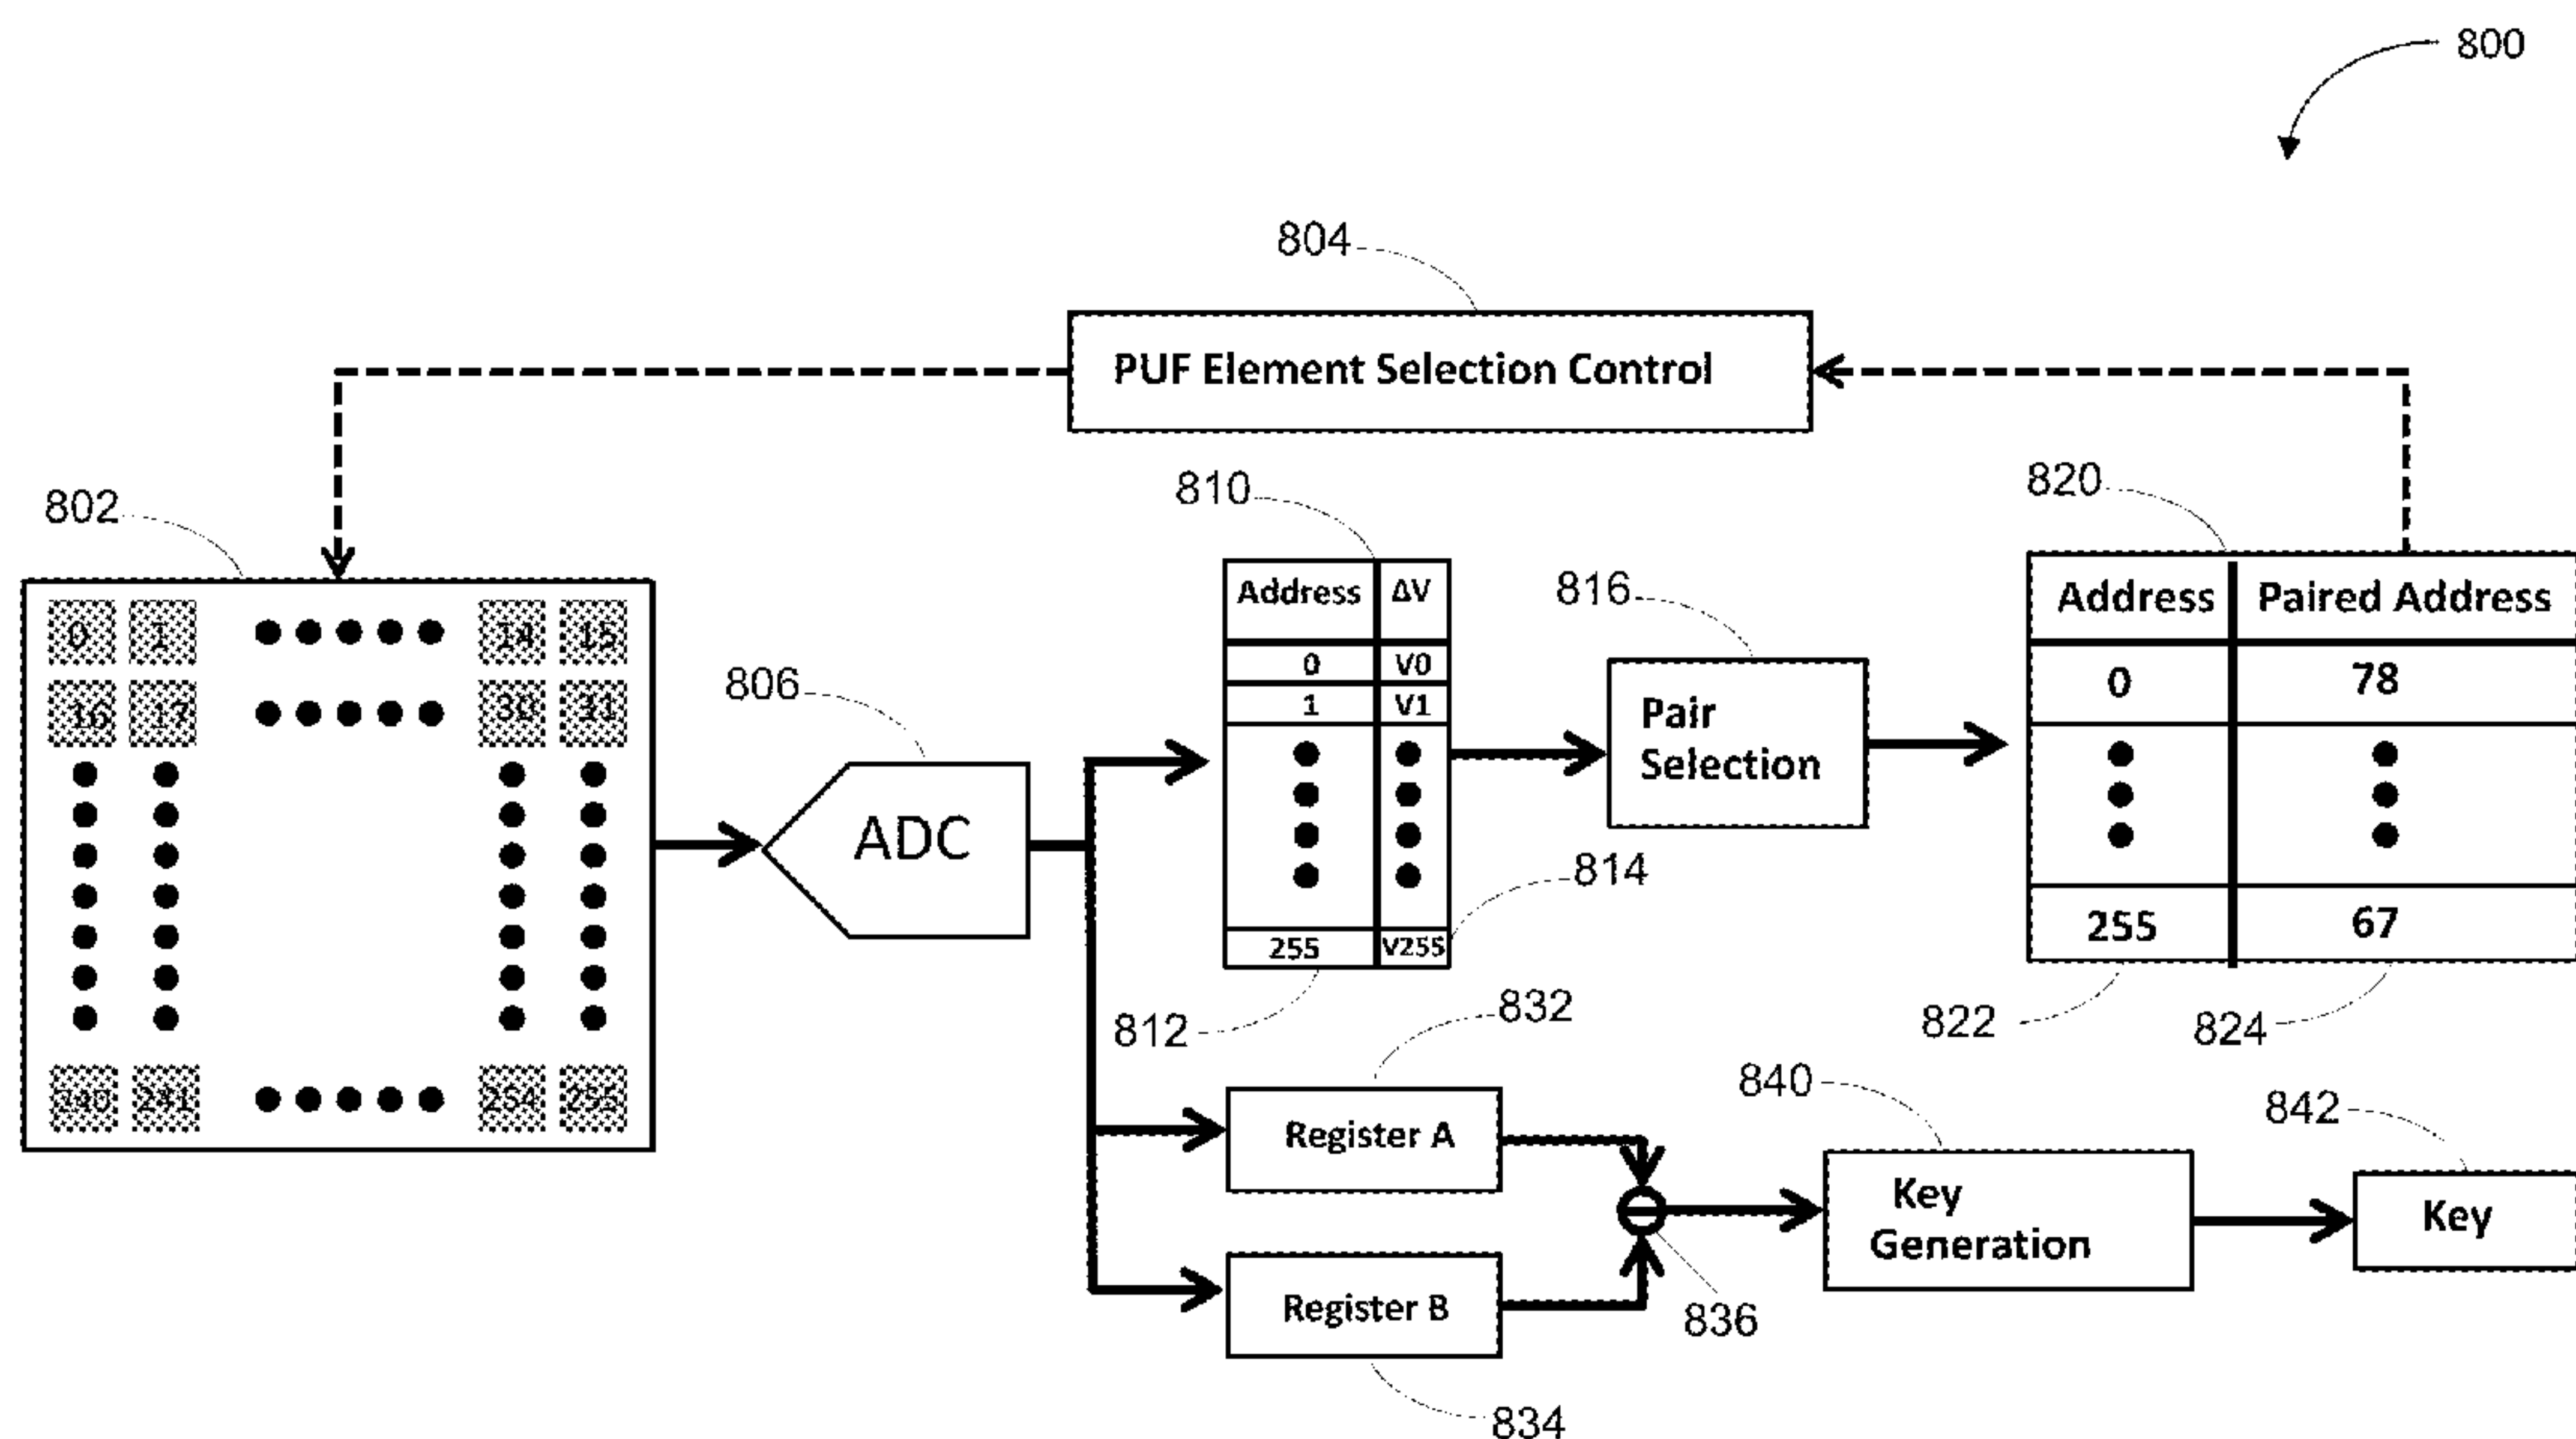 800
804
PUF Element Selection Control
802
810
820
816
806
0 1 14 15
16 17 30 31
240 241 254 255
ADC
Address ΔV
0 V0
1 V1
255 V255
814
812
Pair
Selection
Address Paired Address
0 78
255 67
822
824
832
Register A
Register B
834
836
840
Key
Generation
842
Key